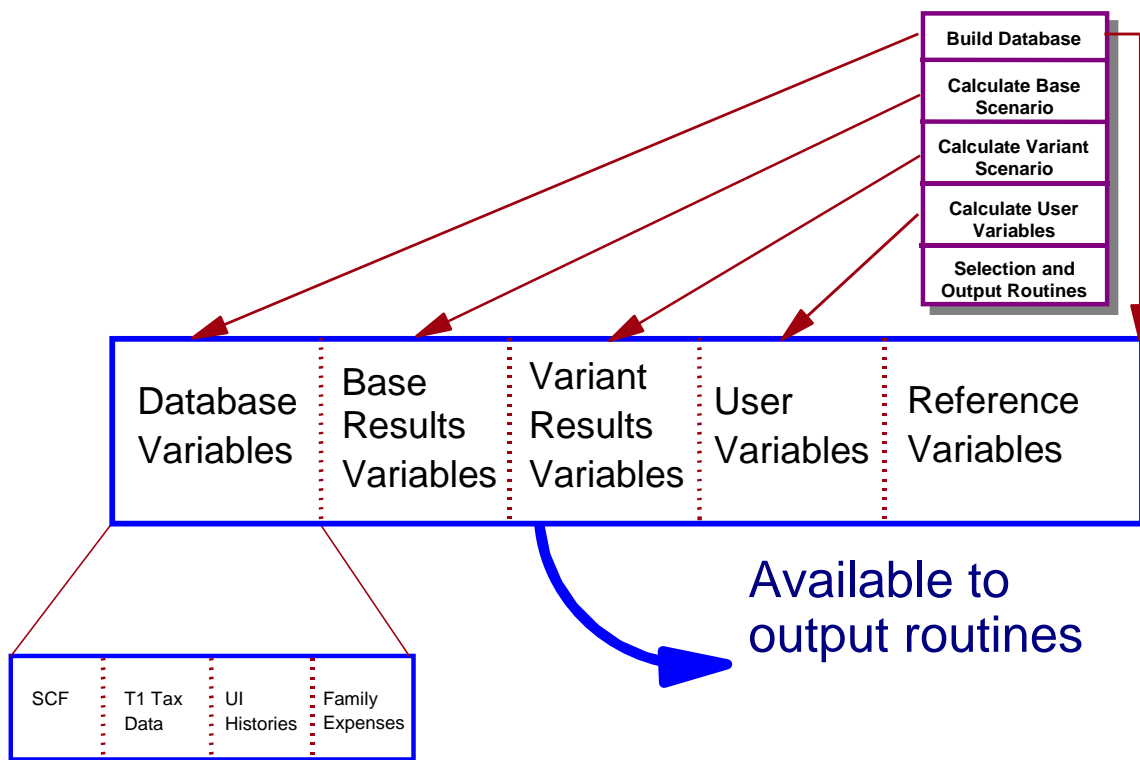 Build Database
Calculate Base
Scenario
Calculate Variant
Scenario
Calculate User
Variables
Selection and
Output Routines
Database
Variables
Base
Results
Variables
Variant
Results
Variables
User
Variables
Reference
Variables
Available to
output routines
SCF
T1 Tax
Data
UI
Histories
Family
Expenses